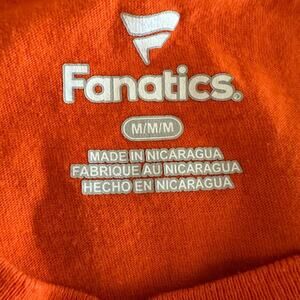 Fanatics.
M/M/M
MADE IN NICARAGUA
FABRIQUE AU NICARAGUA
HECHO EN NICARAGUA